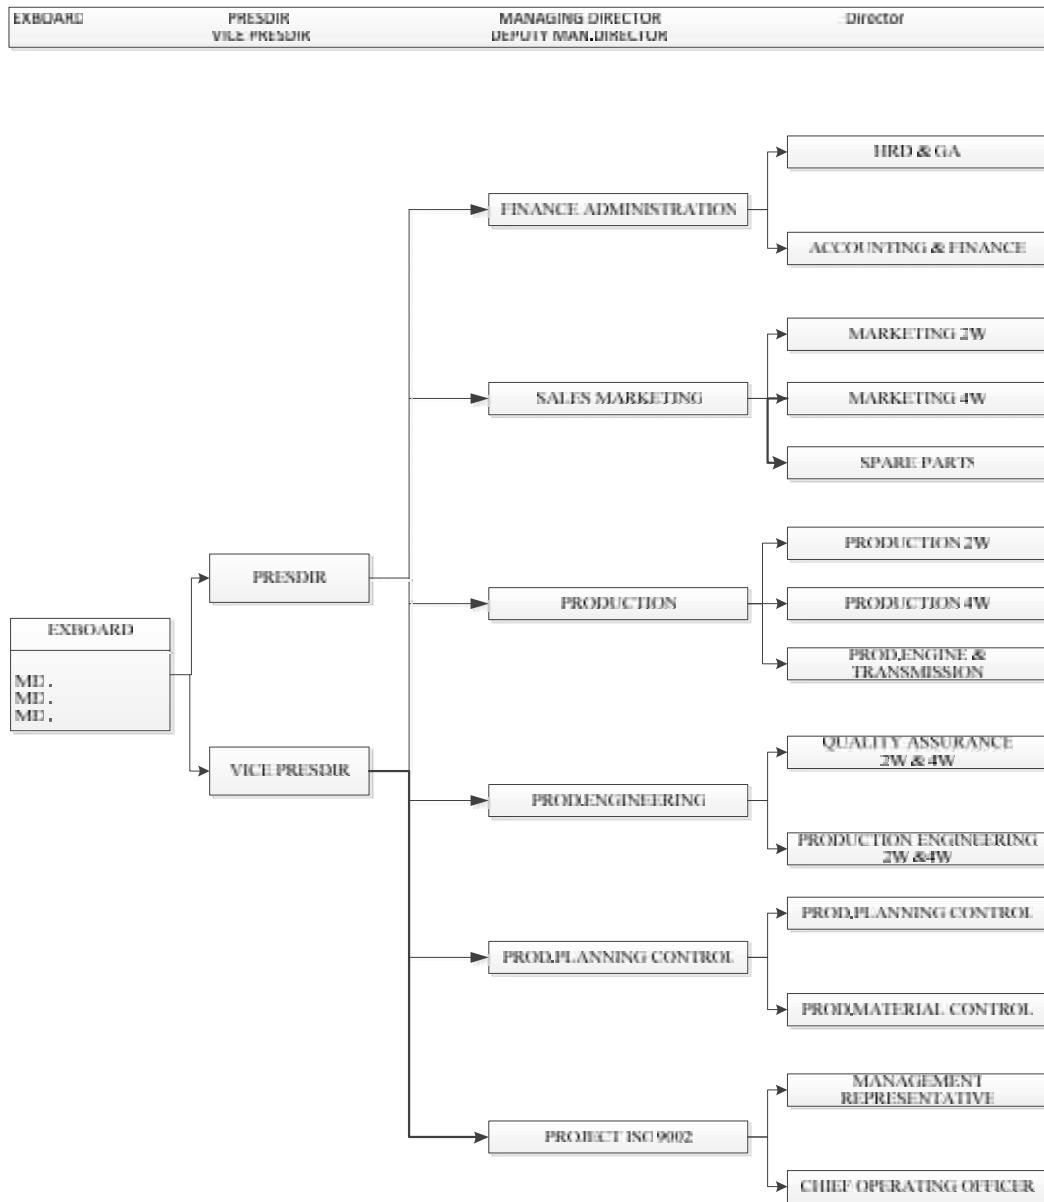 EXBOARD
PRESDIR
VICE PRESDIR
MANAGING DIRECTOR
DEPUTY MAN.DIRECTOR
Director
HRD & GA
FINANCE ADMINISTRATION
ACCOUNTING & FINANCE
MARKETING 2W
SALES MARKETING
MARKETING 4W
SPARE PARTS
PRODUCTION 2W
PRESDIR
PRODUCTION
PRODUCTION 4W
EXBOARD
MD .
MD .
MD .
PROD.ENGINE &
TRANSMISSION
QUALITY ASSURANCE
2W & 4W
VICE PRESDIR
PROD.ENGINEERING
PRODUCTION ENGINEERING
2W &4W
PROD.PLANNING CONTROL
PROD.PLANNING CONTROL
PROD.MATERIAL CONTROL
MANAGEMENT
REPRESENTATIVE
PROJECT ISO 9002
CHIEF OPERATING OFFICER